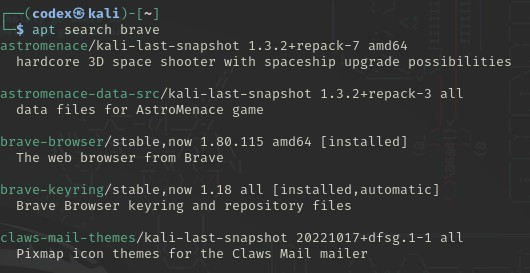 ┌──(codex㉿kali)-[~]
└─$ apt search brave
astromenace/kali-last-snapshot 1.3.2+repack-7 amd64
  hardcore 3D space shooter with spaceship upgrade possibilities
astromenace-data-src/kali-last-snapshot 1.3.2+repack-3 all
  data files for AstroMenace game
brave-browser/stable,now 1.80.115 amd64 [installed]
  The web browser from Brave
brave-keyring/stable,now 1.18 all [installed,automatic]
  Brave Browser keyring and repository files
claws-mail-themes/kali-last-snapshot 20221017+dfsg.1-1 all
  Pixmap icon themes for the Claws Mail mailer